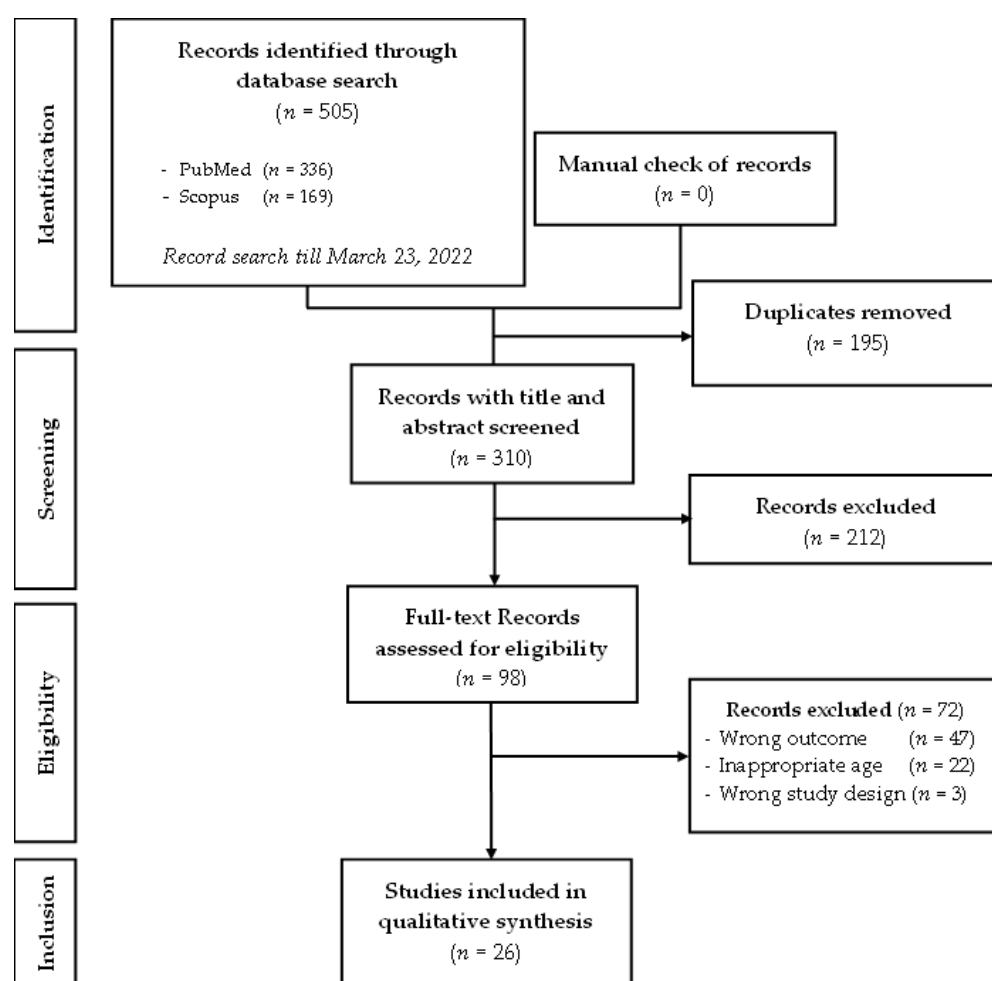 Identification
Records identified through
database search
(n = 505)
- PubMed (n = 336)
- Scopus (n = 169)
Record search till March 23, 2022
Manual check of records
(n = 0)
Duplicates removed
(n = 195)
Screening
Records with title and
abstract screened
(n = 310)
Records excluded
(n = 212)
Eligibility
Full-text Records
assessed for eligibility
(n = 98)
Records excluded (n = 72)
- Wrong outcome (n = 47)
- Inappropriate age (n = 22)
- Wrong study design (n = 3)
Inclusion
Studies included in
qualitative synthesis
(n = 26)